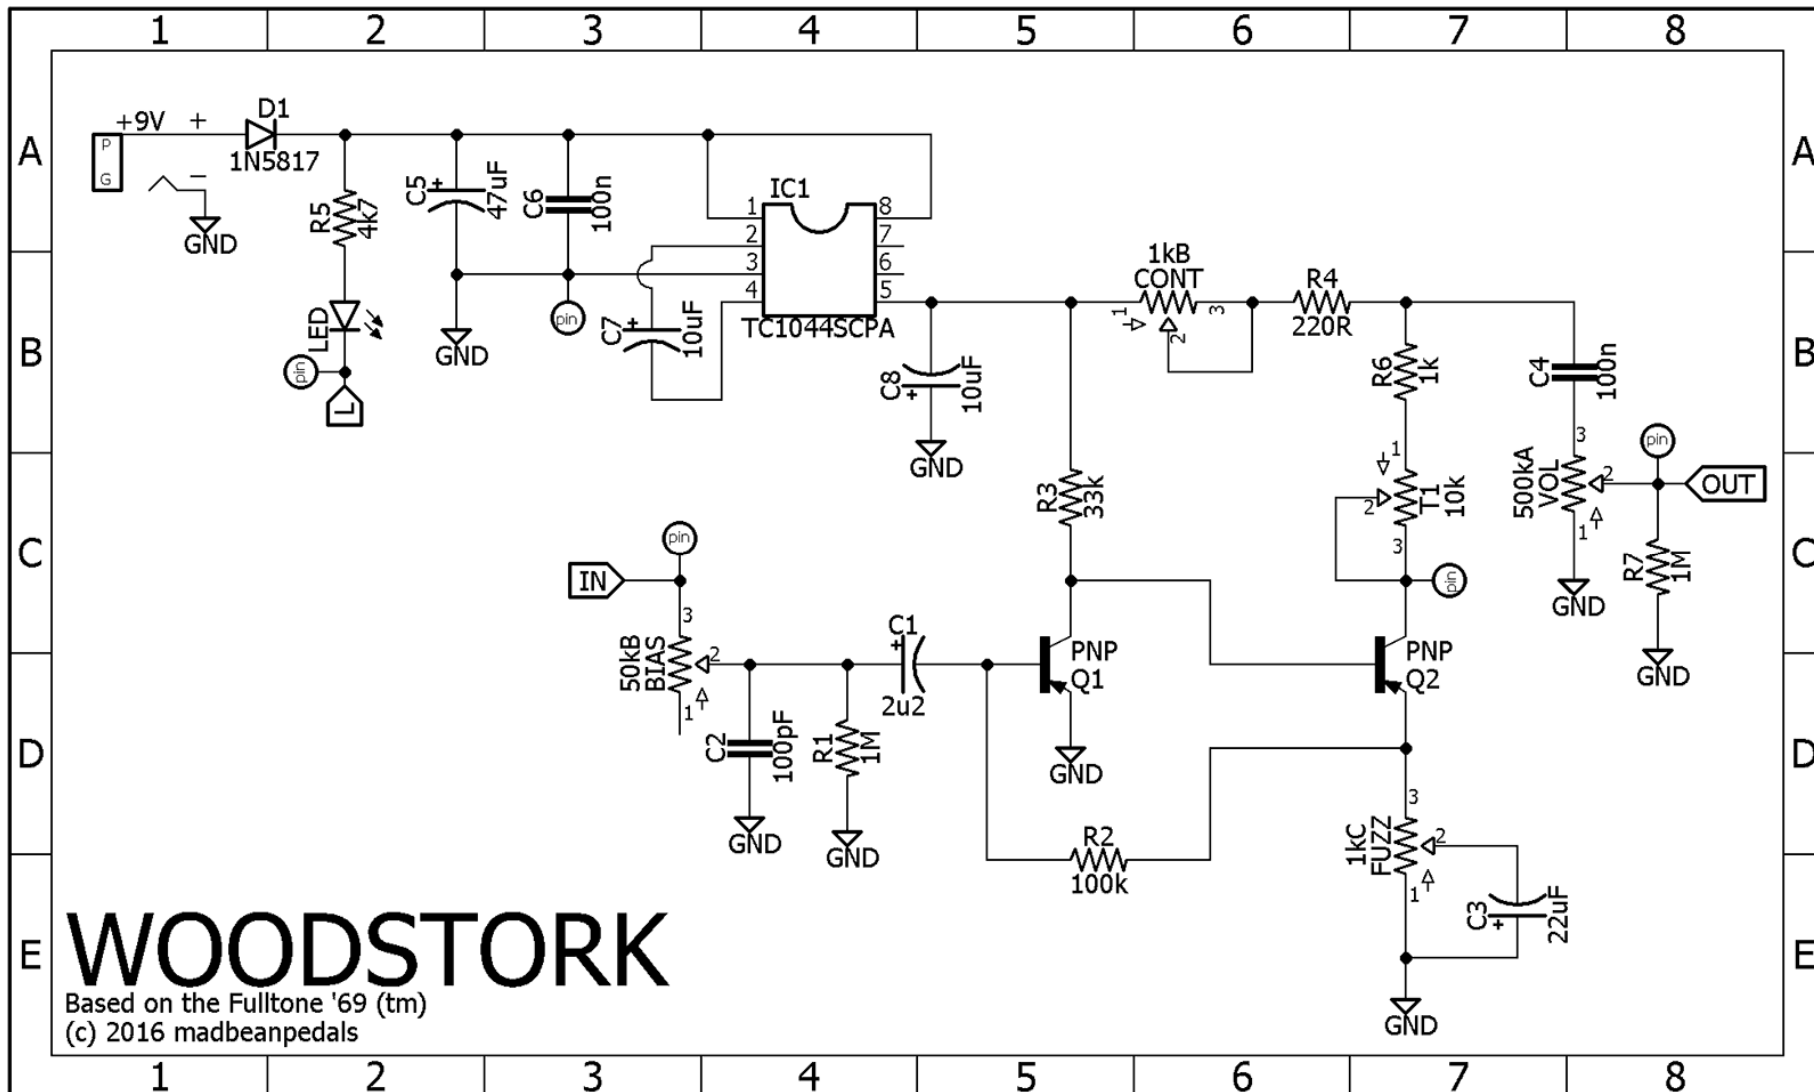 1 2 3 4 5 6 7 8
A A
+9V + D1
P
G
1N5817
−
GND
R5 4k7
C5 + 47uF
C6 100n
IC1
1 8
2 7
3 6
4 5
TC1044SCPA
B B
LED
pin
L
GND
pin
C7 + 10uF
C8 + 10uF
GND
1kB
CONT
1 2 3
R4
220R
R6 1k
C4 100n
C C
R3 33k
1
2
3
T1 10k
pin
500kA
VOL
3
2
1
GND
pin
OUT
R7 1M
GND
pin
IN
3
50kB
BIAS
2
1
C1
+
2u2
PNP
Q1
GND
PNP
Q2
D D
C2 100pF
GND
R1 1M
GND
R2
100k
3
1kC
FUZZ
2
1
C3 + 22uF
GND
E E
WOODSTORK
Based on the Fulltone '69 (tm)
(c) 2016 madbeanpedals
1 2 3 4 5 6 7 8